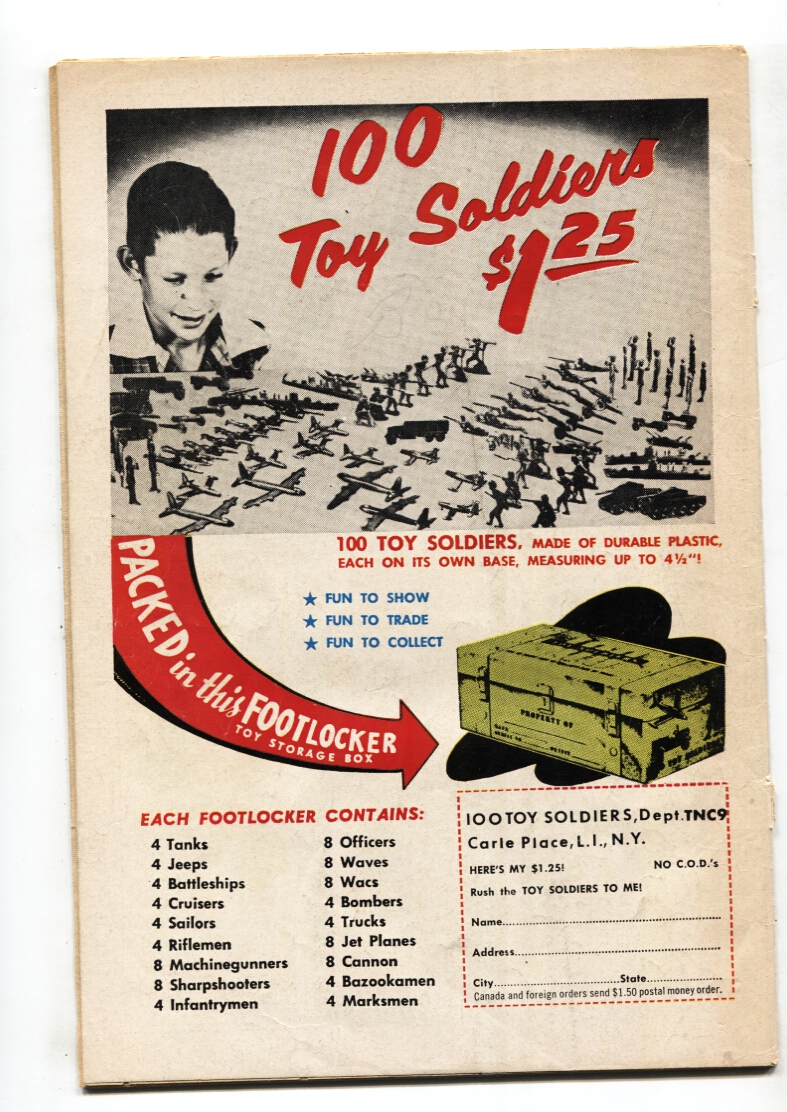 100
Toy Soldiers
$1.25
100 TOY SOLDIERS, MADE OF DURABLE PLASTIC,
EACH ON ITS OWN BASE, MEASURING UP TO 4½"!
PACKED in this FOOTLOCKER
TOY STORAGE BOX
★ FUN TO SHOW
★ FUN TO TRADE
★ FUN TO COLLECT
PROPERTY OF
EACH FOOTLOCKER CONTAINS:
4 Tanks
4 Jeeps
4 Battleships
4 Cruisers
4 Sailors
4 Riflemen
8 Machinegunners
8 Sharpshooters
4 Infantrymen
8 Officers
8 Waves
8 Wacs
4 Bombers
4 Trucks
8 Jet Planes
8 Cannon
4 Bazookamen
4 Marksmen
100 TOY SOLDIERS, Dept. TNC9
Carle Place, L.I., N.Y.
HERE'S MY $1.25! NO C.O.D.'s
Rush the TOY SOLDIERS TO ME!
Name
Address
City State
Canada and foreign orders send $1.50 postal money order.